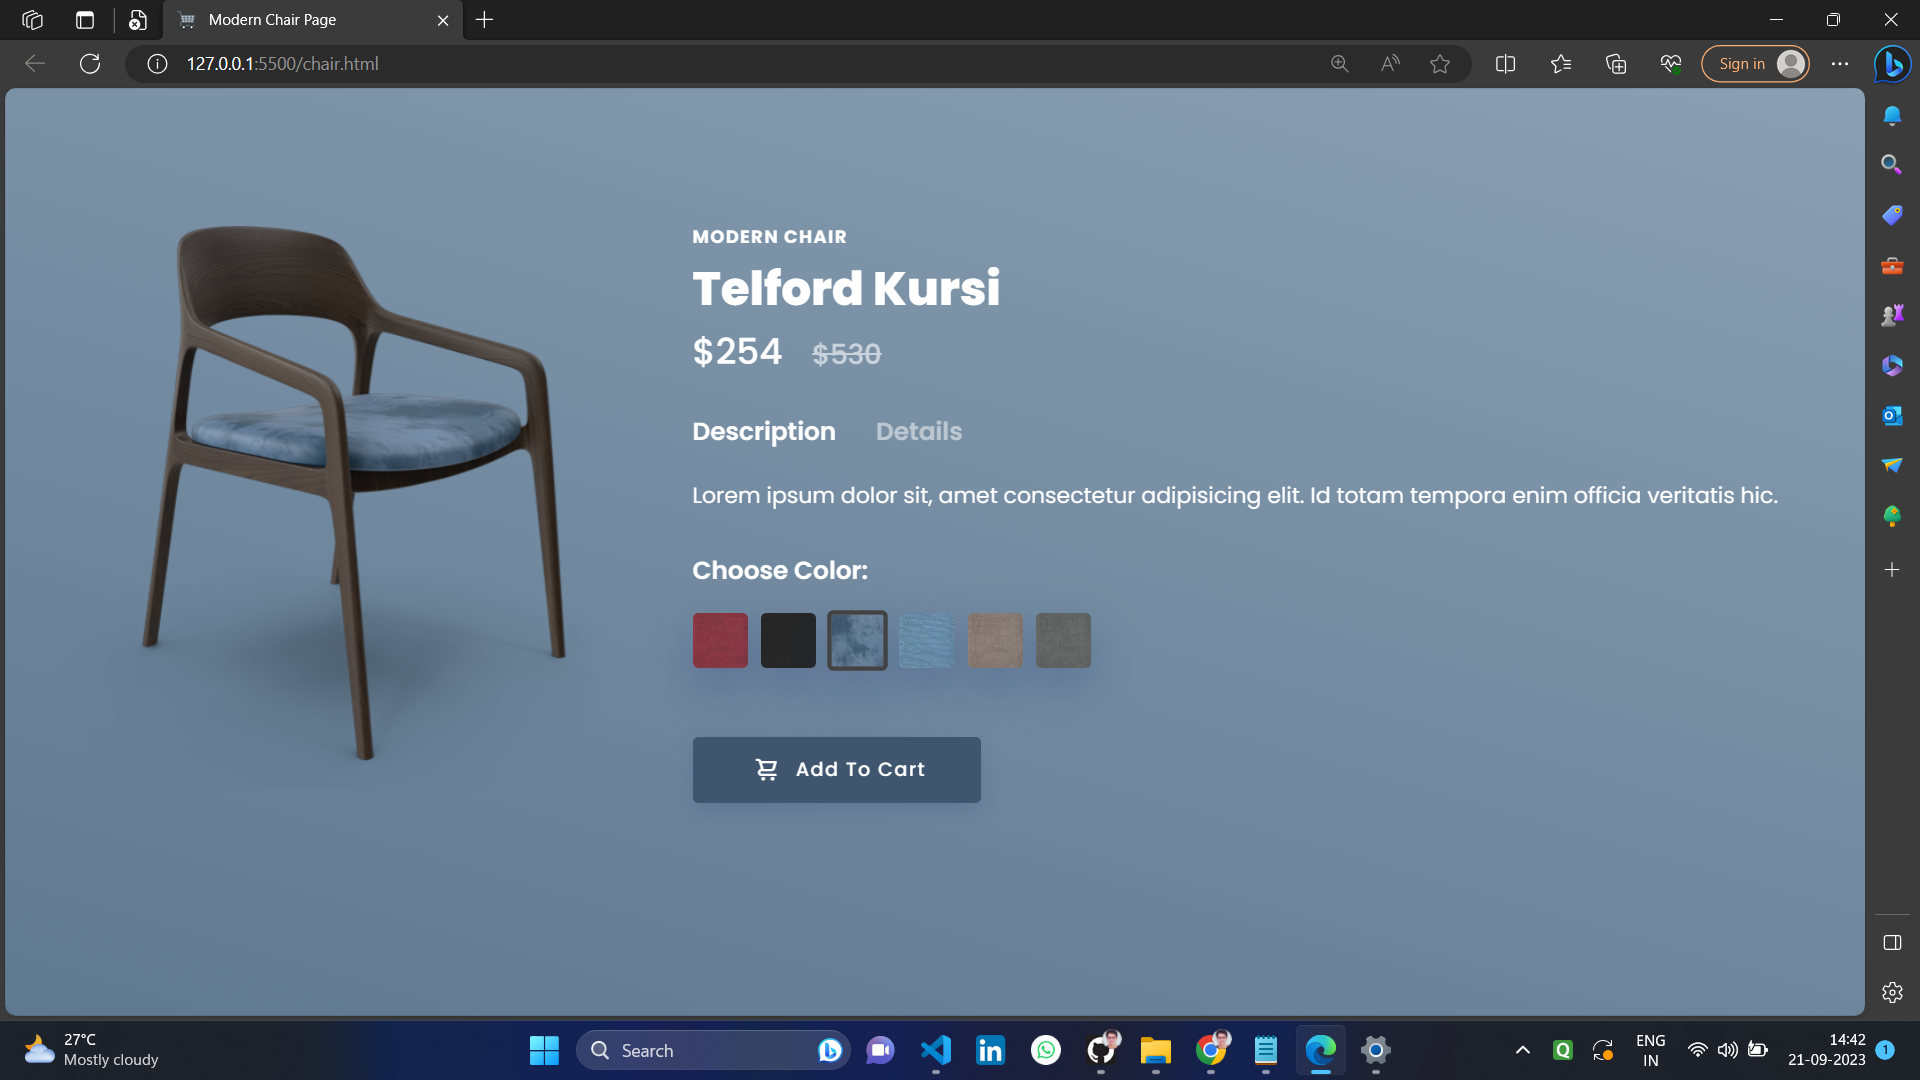 Modern Chair Page
127.0.0.1:5500/chair.html
Sign in
MODERN CHAIR
Telford Kursi
$254 $530
Description Details
Lorem ipsum dolor sit, amet consectetur adipisicing elit. Id totam tempora enim officia veritatis hic.
Choose Color:
Add To Cart
27°C
Mostly cloudy
Search
ENG
IN
14:42
21-09-2023
1